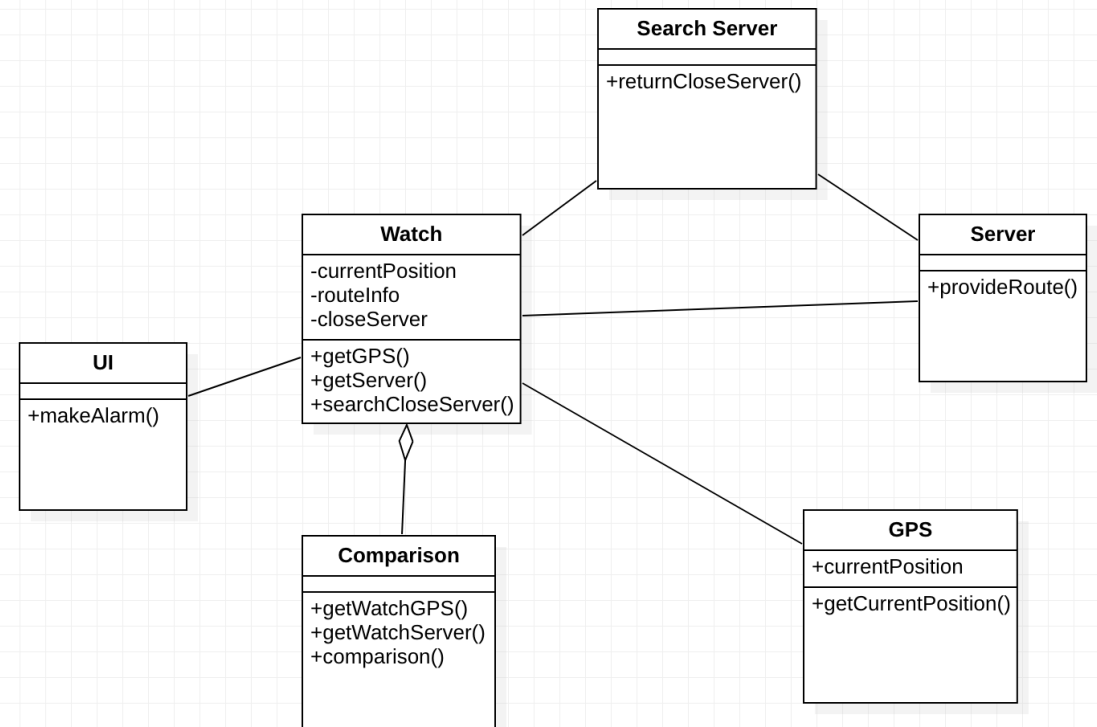 Search Server
+returnCloseServer()
Watch
-currentPosition
-routeInfo
-closeServer
+getGPS()
+getServer()
+searchCloseServer()
Server
+provideRoute()
UI
+makeAlarm()
Comparison
+getWatchGPS()
+getWatchServer()
+comparison()
GPS
+currentPosition
+getCurrentPosition()